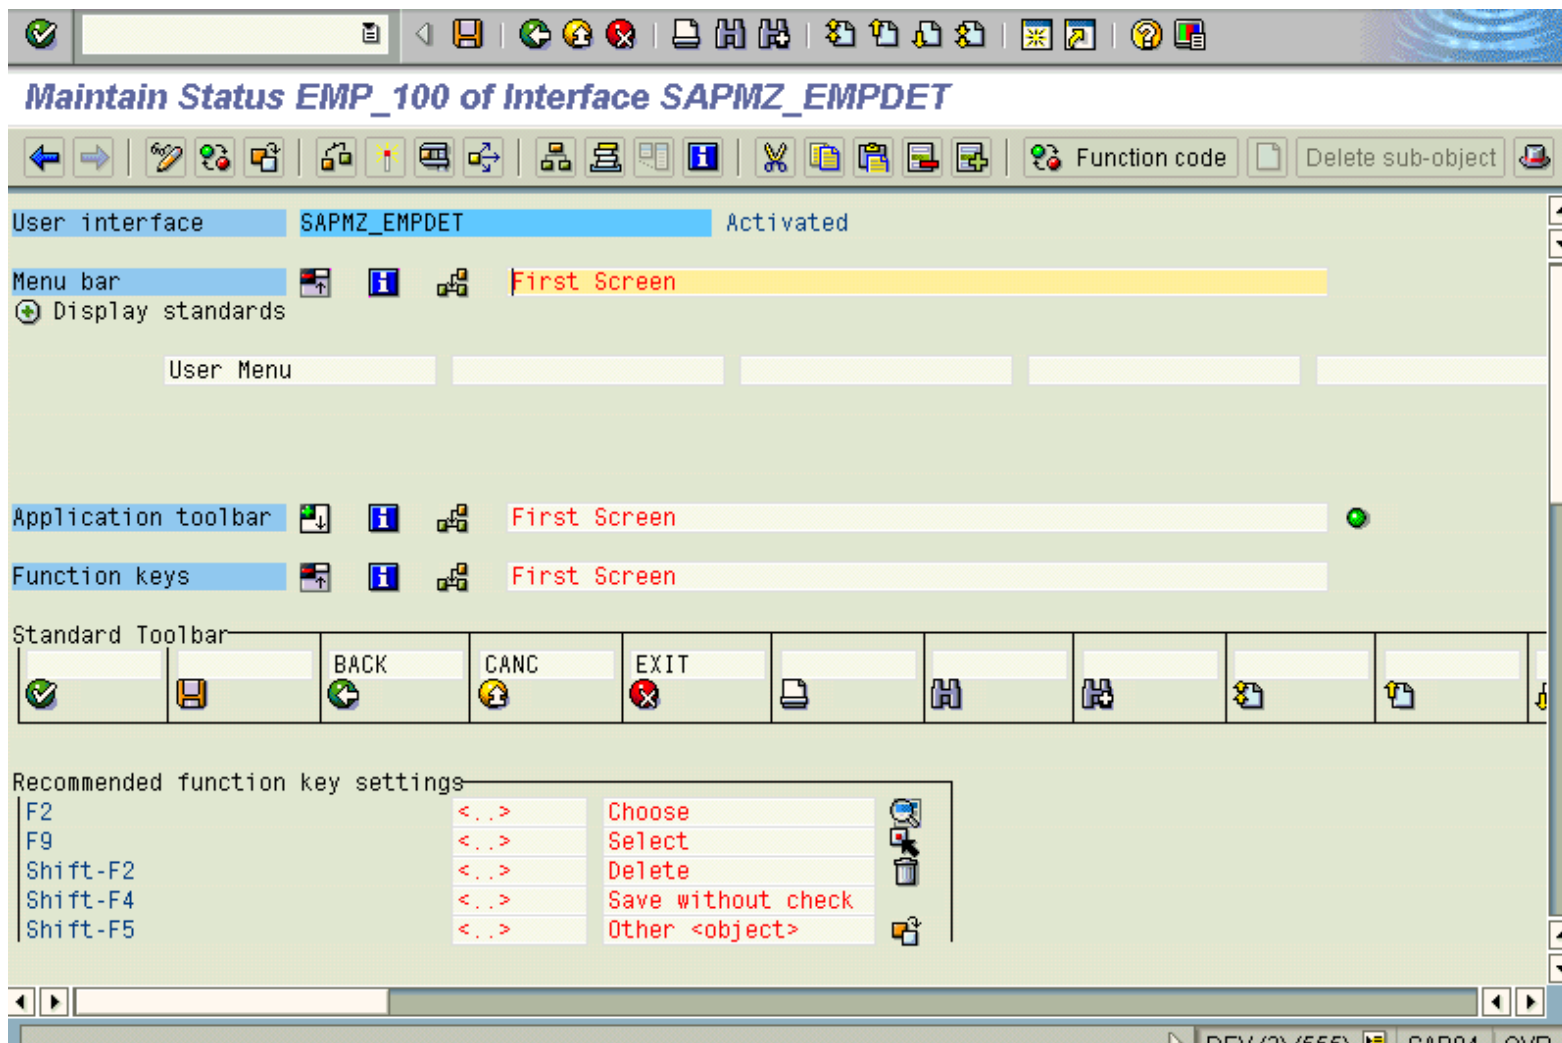 Maintain Status EMP_100 of Interface SAPMZ_EMPDET
Function code Delete sub-object
User interface SAPMZ_EMPDET Activated
Menu bar First Screen
Display standards
User Menu
Application toolbar First Screen
Function keys First Screen
Standard Toolbar
BACK CANC EXIT
Recommended function key settings
F2 <..> Choose
F9 <..> Select
Shift-F2 <..> Delete
Shift-F4 <..> Save without check
Shift-F5 <..> Other <object>